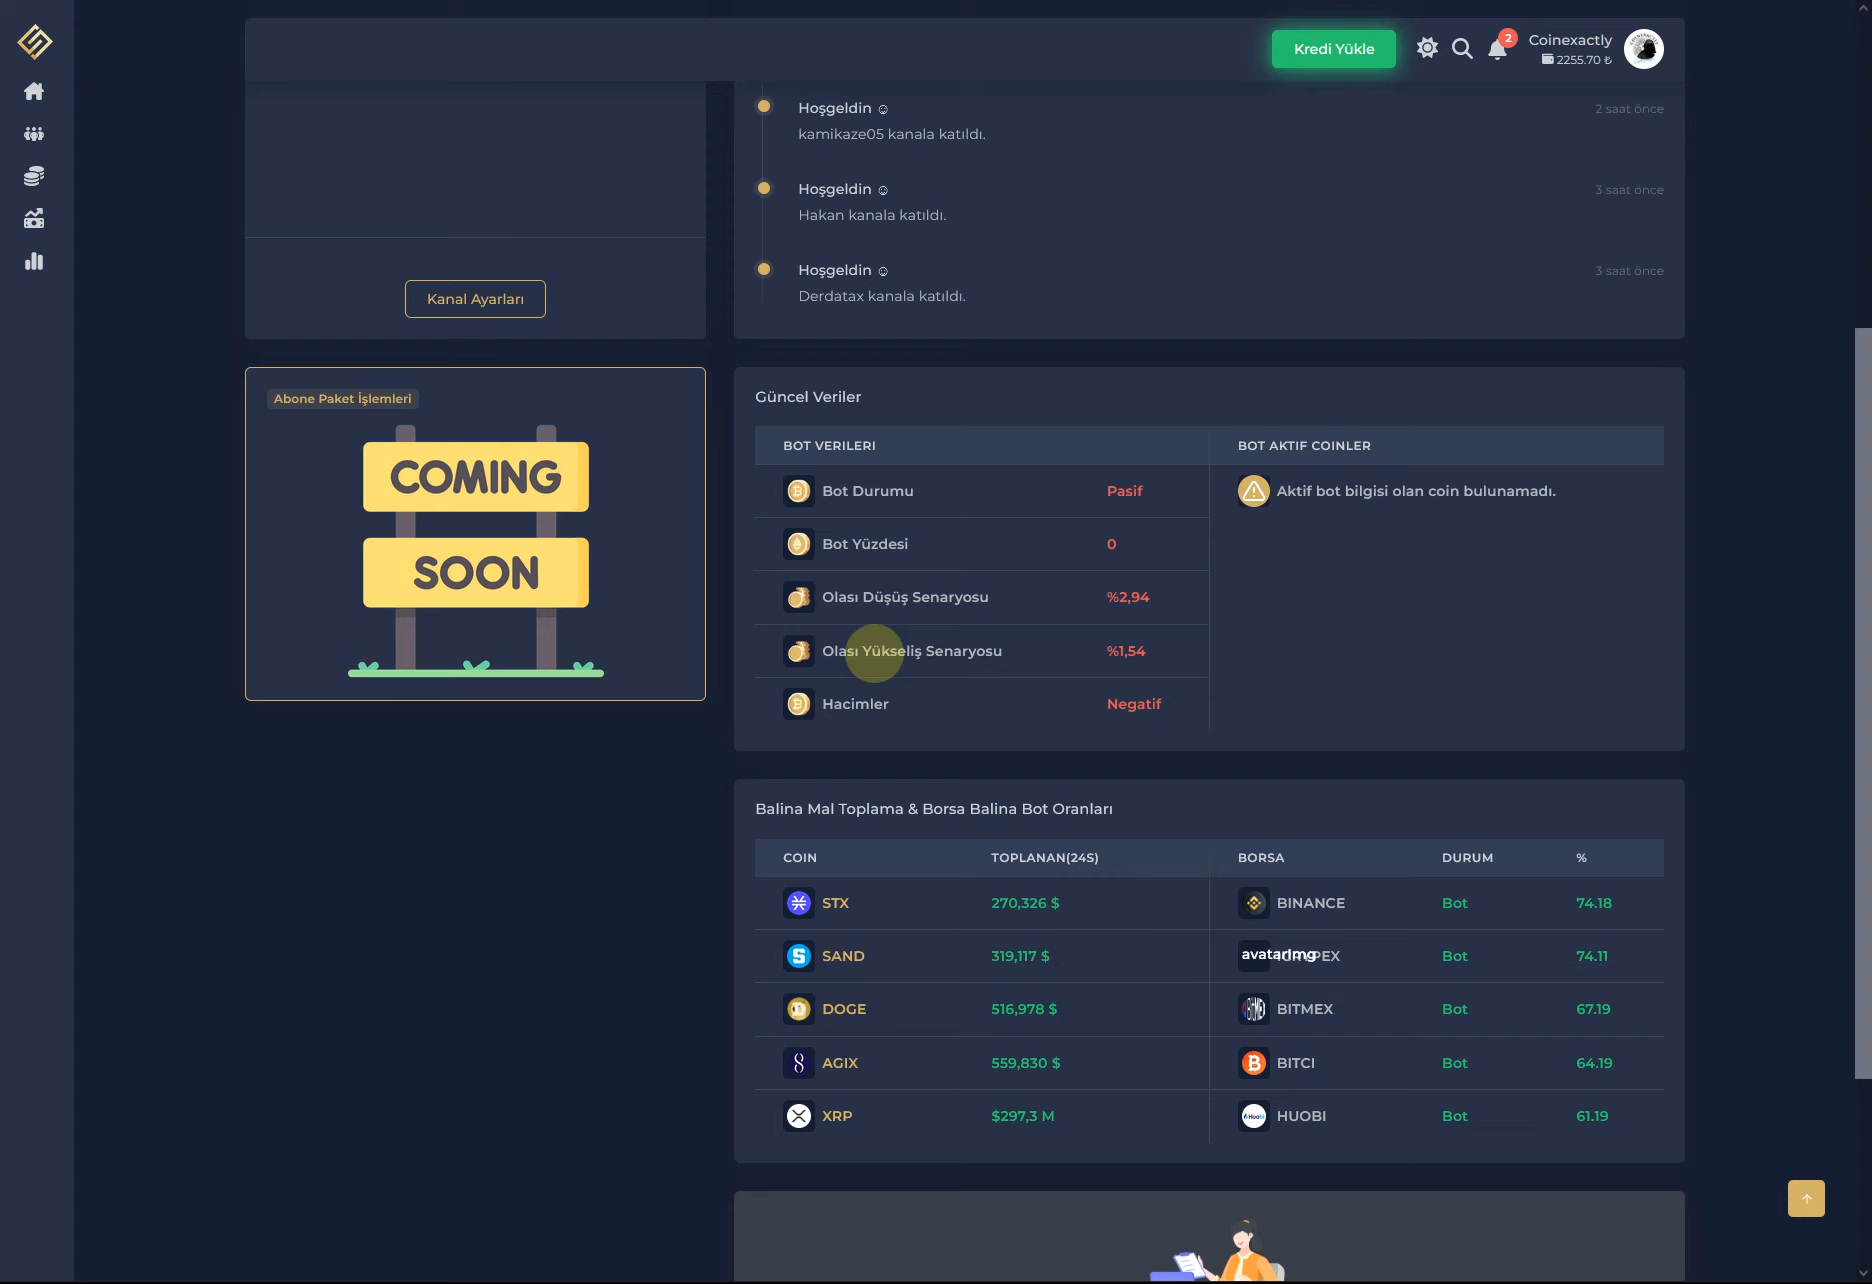 Kredi Yükle
2
Coinexactly
2255.70 ₺
Hoşgeldin ☺ 2 saat önce
kamikaze05 kanala katıldı.
Hoşgeldin ☺ 3 saat önce
Hakan kanala katıldı.
Hoşgeldin ☺ 3 saat önce
Derdatax kanala katıldı.
Kanal Ayarları
Abone Paket İşlemleri
COMING
SOON
Güncel Veriler
BOT VERILERI BOT AKTIF COINLER
Bot Durumu Pasif Aktif bot bilgisi olan coin bulunamadı.
Bot Yüzdesi 0
Olası Düşüş Senaryosu %2,94
Olası Yükseliş Senaryosu %1,54
Hacimler Negatif
Balina Mal Toplama & Borsa Balina Bot Oranları
COIN TOPLANAN(24S) BORSA DURUM %
STX 270,326 $ BINANCE Bot 74.18
SAND 319,117 $ avatarImg Bot 74.11
DOGE 516,978 $ BITMEX Bot 67.19
AGIX 559,830 $ BITCI Bot 64.19
XRP $297,3 M Huobi HUOBI Bot 61.19